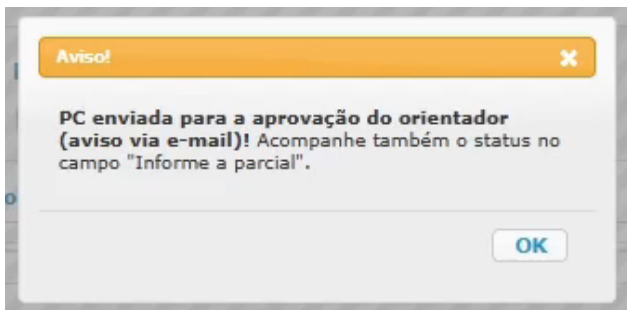 Aviso!
PC enviada para a aprovação do orientador
(aviso via e-mail)! Acompanhe também o status no
campo "Informe a parcial".
OK